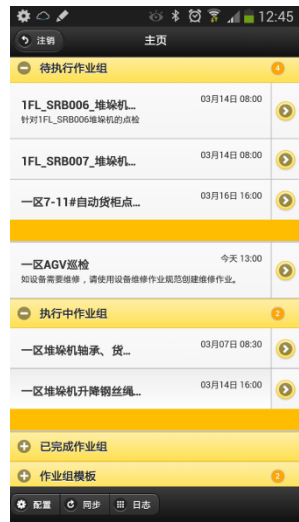 12:45
注销
主页
待执行作业组
4
1FL_SRB006_堆垛机...
03月14日 08:00
针对1FL_SRB006堆垛机的点检
1FL_SRB007_堆垛机...
03月14日 08:00
一区7-11#自动货柜点...
03月16日 16:00
一区AGV巡检
今天 13:00
如设备需要维修，请使用设备维修作业规范创建维修作业。
执行中作业组
2
一区堆垛机轴承、货...
03月07日 08:30
一区堆垛机升降钢丝绳...
03月14日 16:00
已完成作业组
作业组模板
2
配置
同步
日志